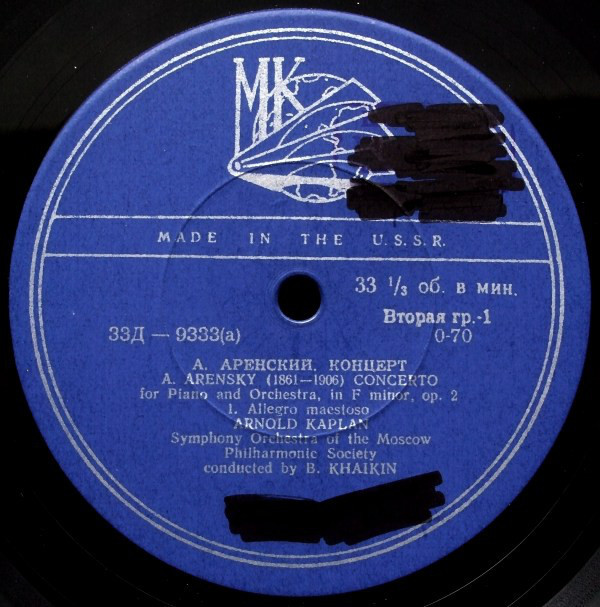 МК
MADE IN THE U.S.S.R.
33 1/3 об. в мин.
Вторая гр.-1
33Д — 9333(a)
0-70
А. АРЕНСКИЙ. КОНЦЕРТ
A. ARENSKY (1861—1906) CONCERTO
for Piano and Orchestra, in F minor, op. 2
1. Allegro maestoso
ARNOLD KAPLAN
Symphony Orchestra of the Moscow
Philharmonic Society
conducted by B. KHAIKIN